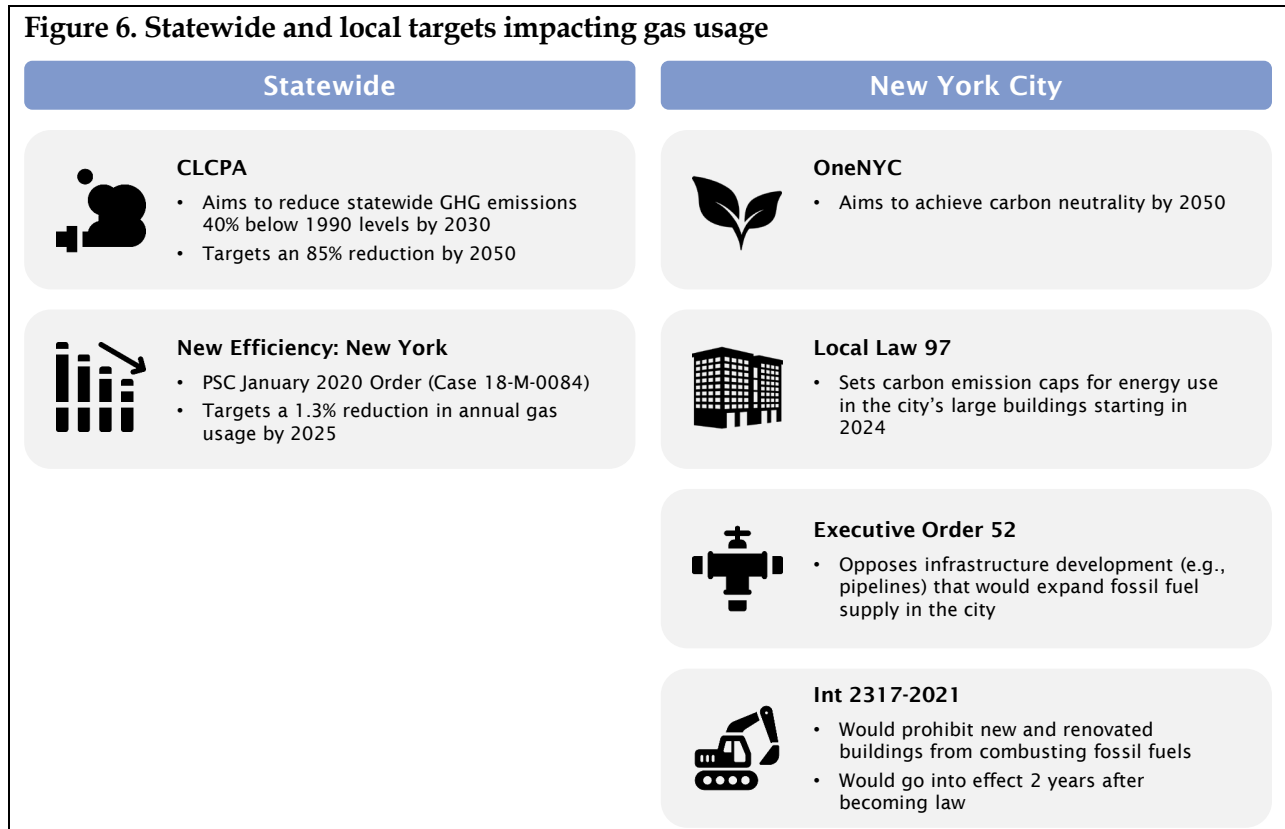 Figure 6. Statewide and local targets impacting gas usage
Statewide
CLCPA
• Aims to reduce statewide GHG emissions
40% below 1990 levels by 2030
• Targets an 85% reduction by 2050
New Efficiency: New York
• PSC January 2020 Order (Case 18-M-0084)
• Targets a 1.3% reduction in annual gas
usage by 2025
New York City
OneNYC
• Aims to achieve carbon neutrality by 2050
Local Law 97
• Sets carbon emission caps for energy use
in the city's large buildings starting in
2024
Executive Order 52
• Opposes infrastructure development (e.g.,
pipelines) that would expand fossil fuel
supply in the city
Int 2317-2021
• Would prohibit new and renovated
buildings from combusting fossil fuels
• Would go into effect 2 years after
becoming law